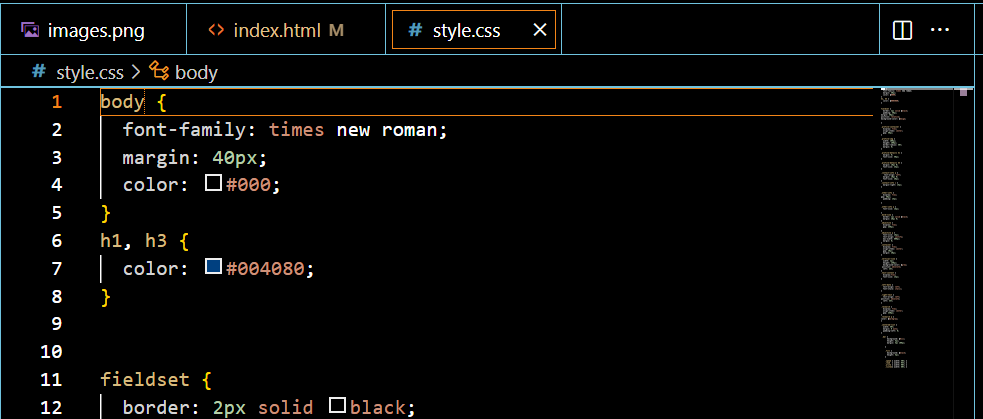 images.png index.html M # style.css
# style.css > body
1 body {
2 font-family: times new roman;
3 margin: 40px;
4 color: #000;
5 }
6 h1, h3 {
7 color: #004080;
8 }
9
10
11 fieldset {
12 border: 2px solid black;